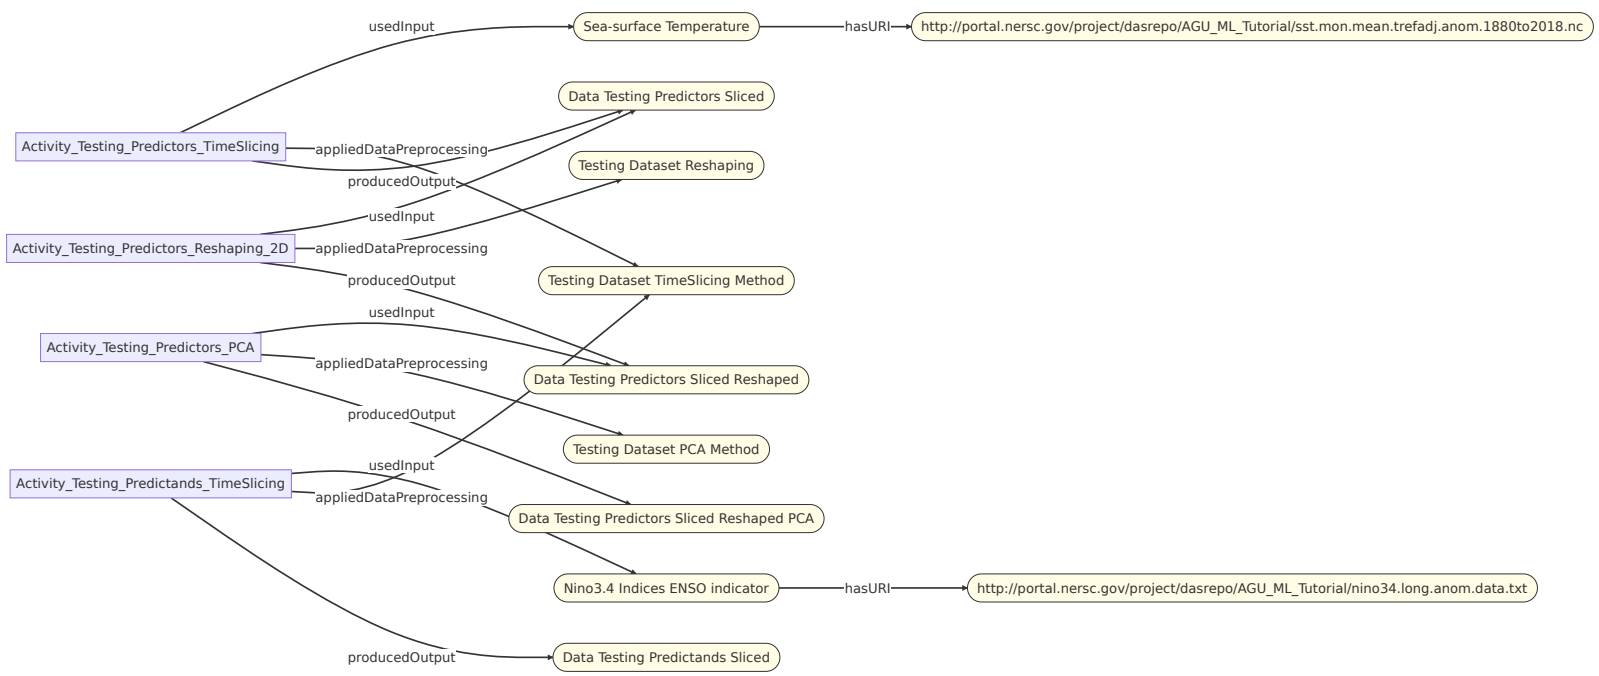 usedInput
Sea-surface Temperature
hasURI
http://portal.nersc.gov/project/dasrepo/AGU_ML_Tutorial/sst.mon.mean.trefadj.anom.1880to2018.nc
Data Testing Predictors Sliced
Activity_Testing_Predictors_TimeSlicing
appliedDataPreprocessing
Testing Dataset Reshaping
producedOutput
usedInput
Activity_Testing_Predictors_Reshaping_2D
appliedDataPreprocessing
producedOutput
Testing Dataset TimeSlicing Method
usedInput
Activity_Testing_Predictors_PCA
appliedDataPreprocessing
Data Testing Predictors Sliced Reshaped
producedOutput
Testing Dataset PCA Method
usedInput
Activity_Testing_Predictands_TimeSlicing
appliedDataPreprocessing
Data Testing Predictors Sliced Reshaped PCA
Nino3.4 Indices ENSO indicator
hasURI
http://portal.nersc.gov/project/dasrepo/AGU_ML_Tutorial/nino34.long.anom.data.txt
producedOutput
Data Testing Predictands Sliced